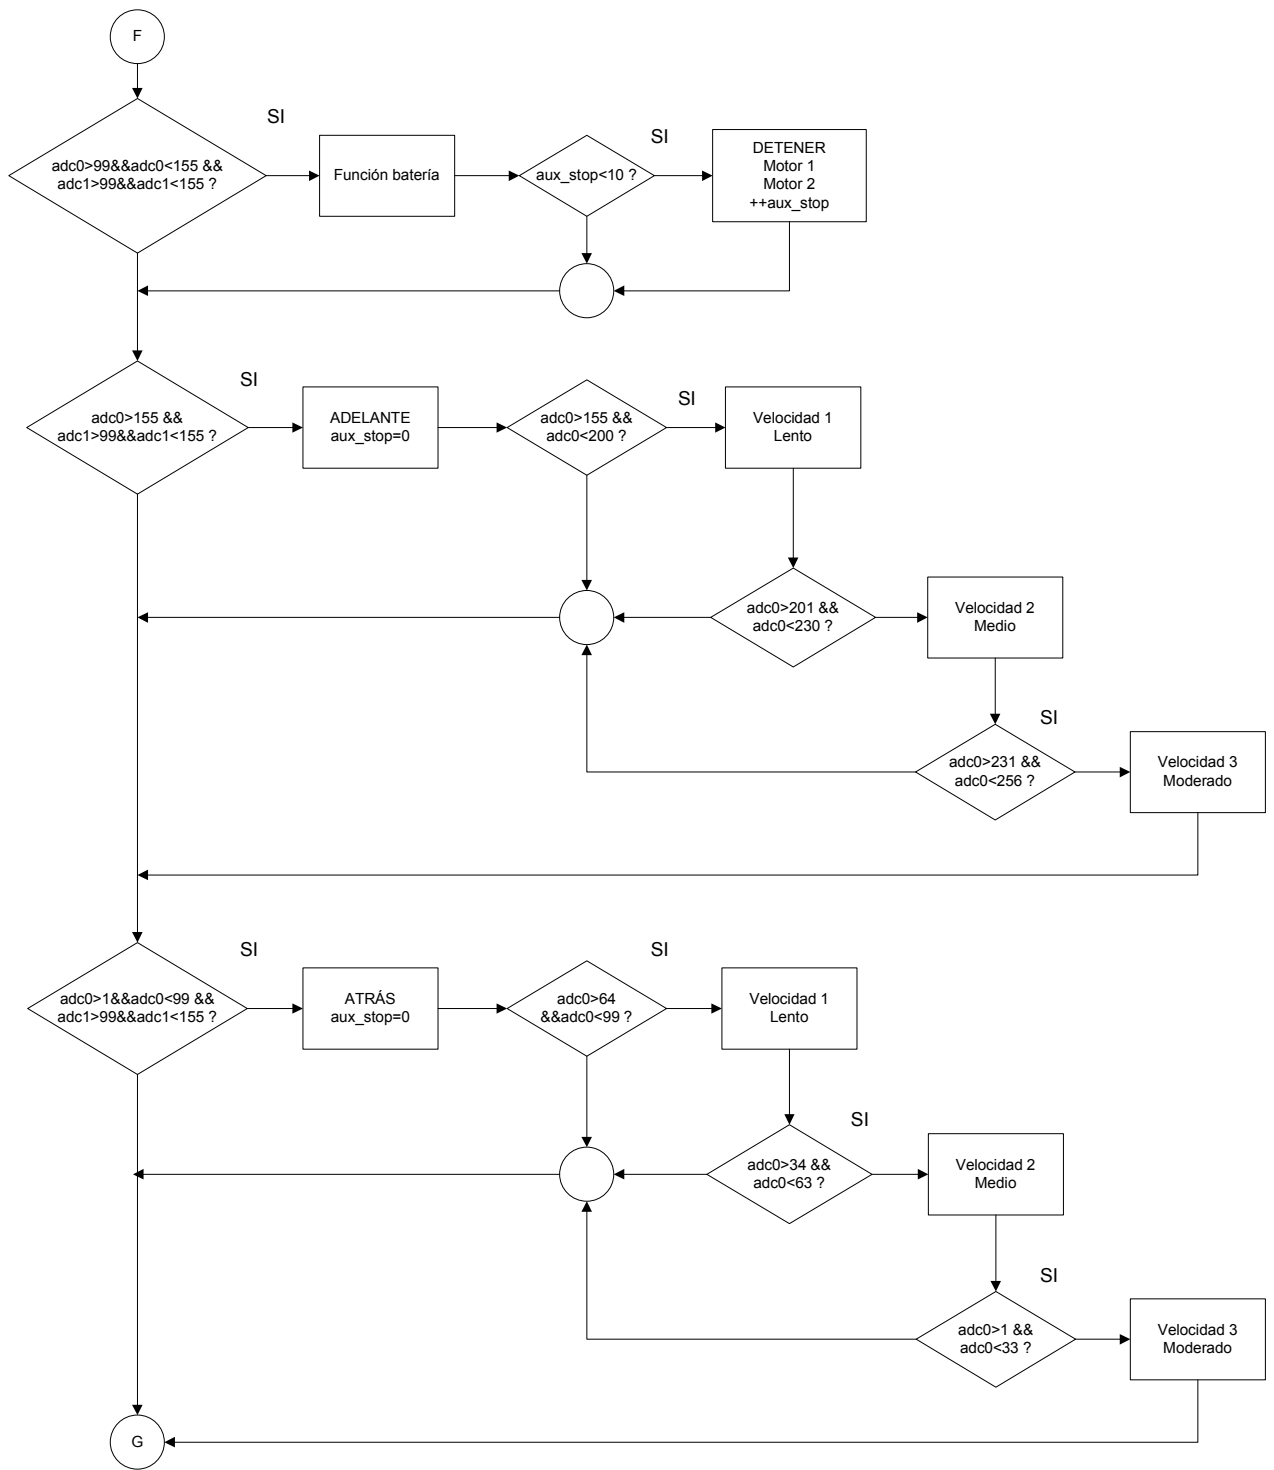 F
SI
adc0>99&&adc0<155 &&
adc1>99&&adc1<155 ?
Función batería
aux_stop<10 ?
SI
DETENER
Motor 1
Motor 2
++aux_stop
SI
adc0>155 &&
adc1>99&&adc1<155 ?
ADELANTE
aux_stop=0
adc0>155 &&
adc0<200 ?
SI
Velocidad 1
Lento
adc0>201 &&
adc0<230 ?
Velocidad 2
Medio
SI
adc0>231 &&
adc0<256 ?
Velocidad 3
Moderado
SI
adc0>1&&adc0<99 &&
adc1>99&&adc1<155 ?
ATRÁS
aux_stop=0
SI
adc0>64
&&adc0<99 ?
Velocidad 1
Lento
SI
adc0>34 &&
adc0<63 ?
Velocidad 2
Medio
SI
adc0>1 &&
adc0<33 ?
Velocidad 3
Moderado
G